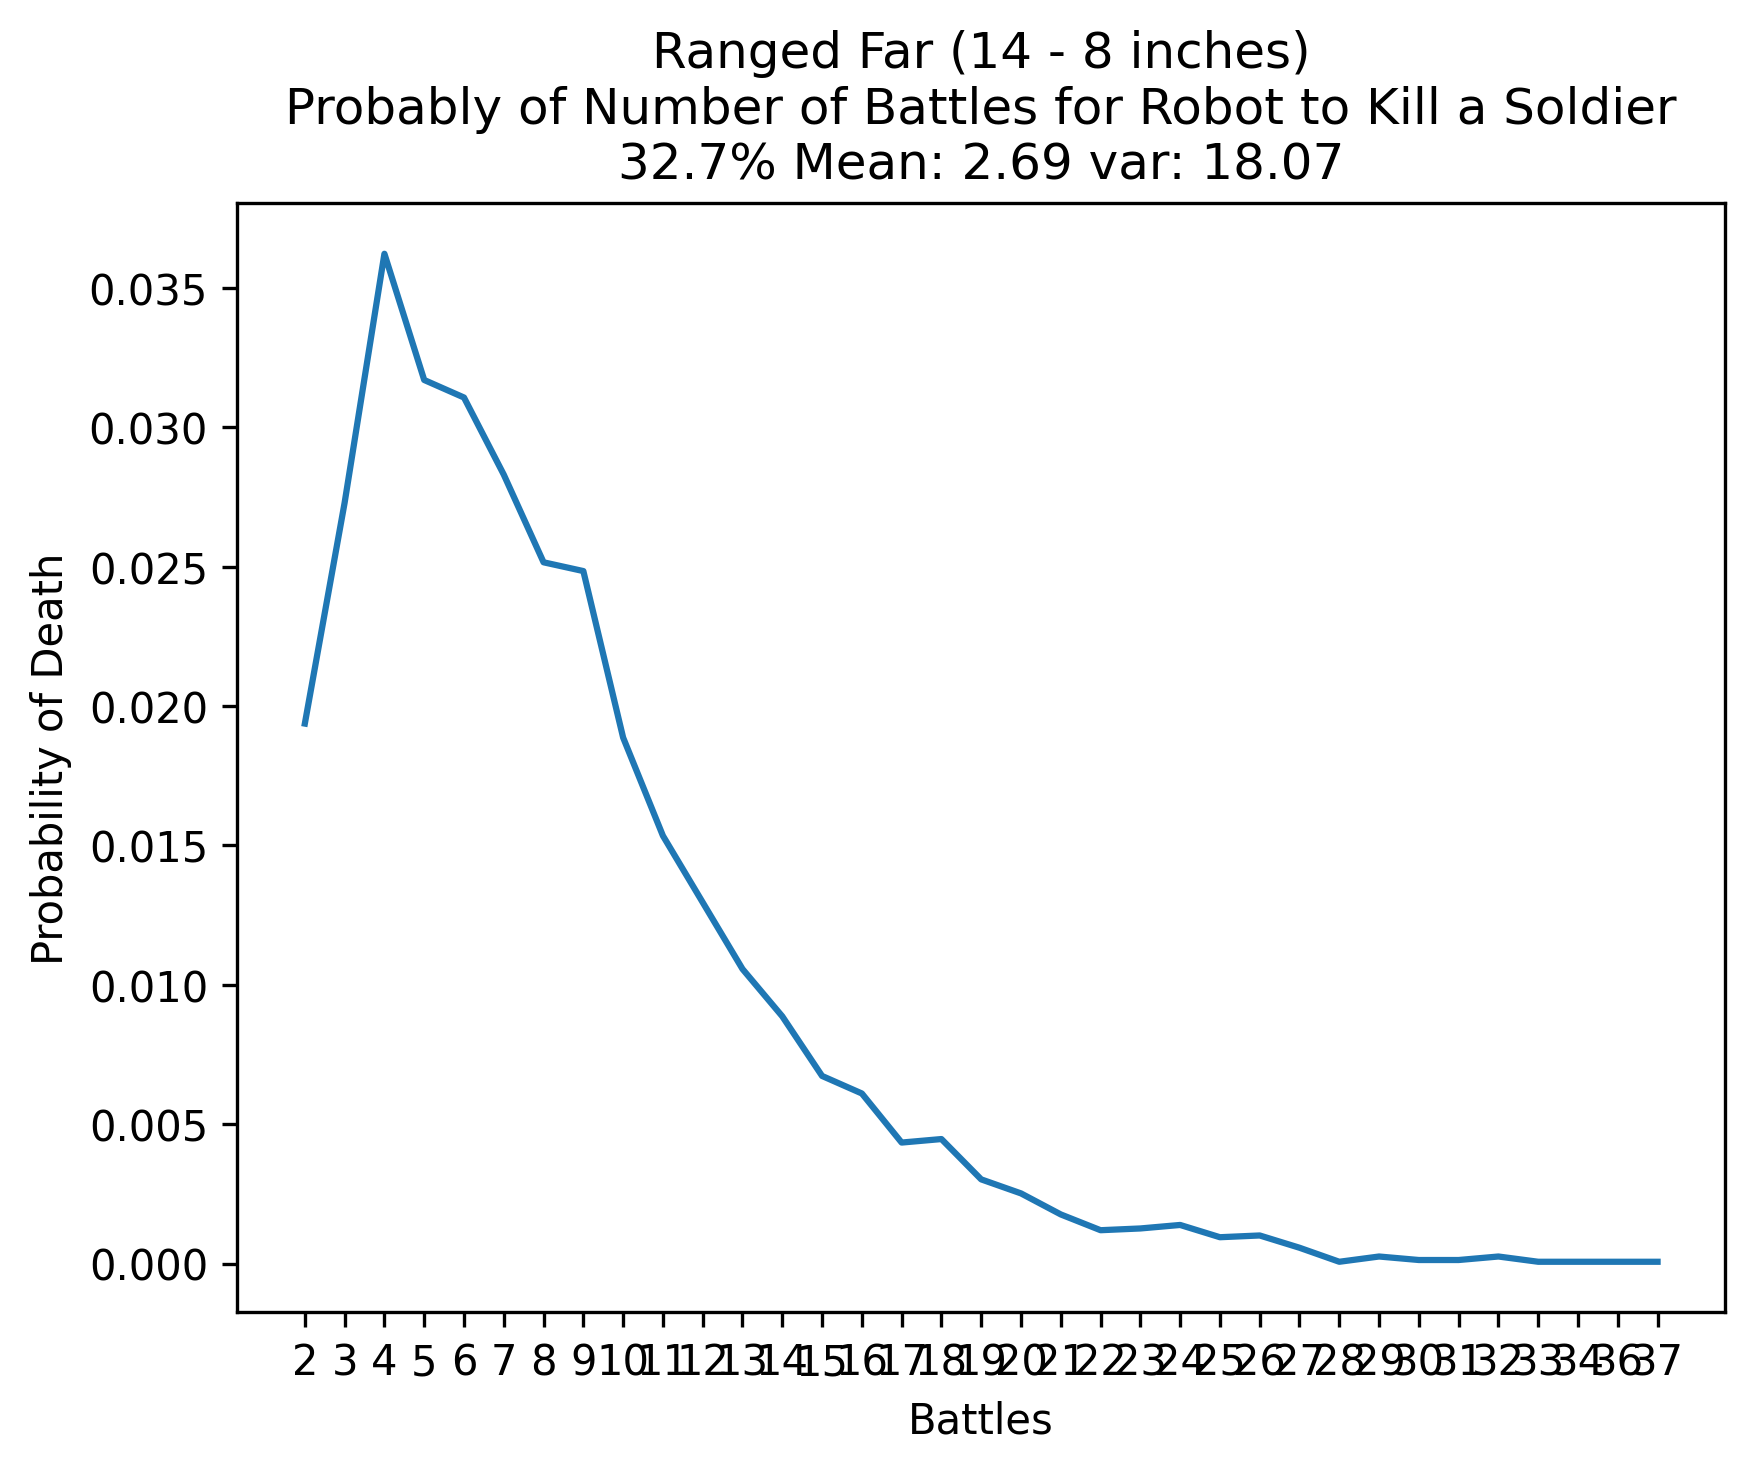 Ranged Far (14 - 8 inches)
Probably of Number of Battles for Robot to Kill a Soldier
32.7% Mean: 2.69 var: 18.07
Probability of Death
0.035
0.030
0.025
0.020
0.015
0.010
0.005
0.000
2 3 4 5 6 7 8 9 10 11 12 13 14 15 16 17 18 19 20 21 22 23 24 25 26 27 28 29 30 31 32 33 34 36 37
Battles